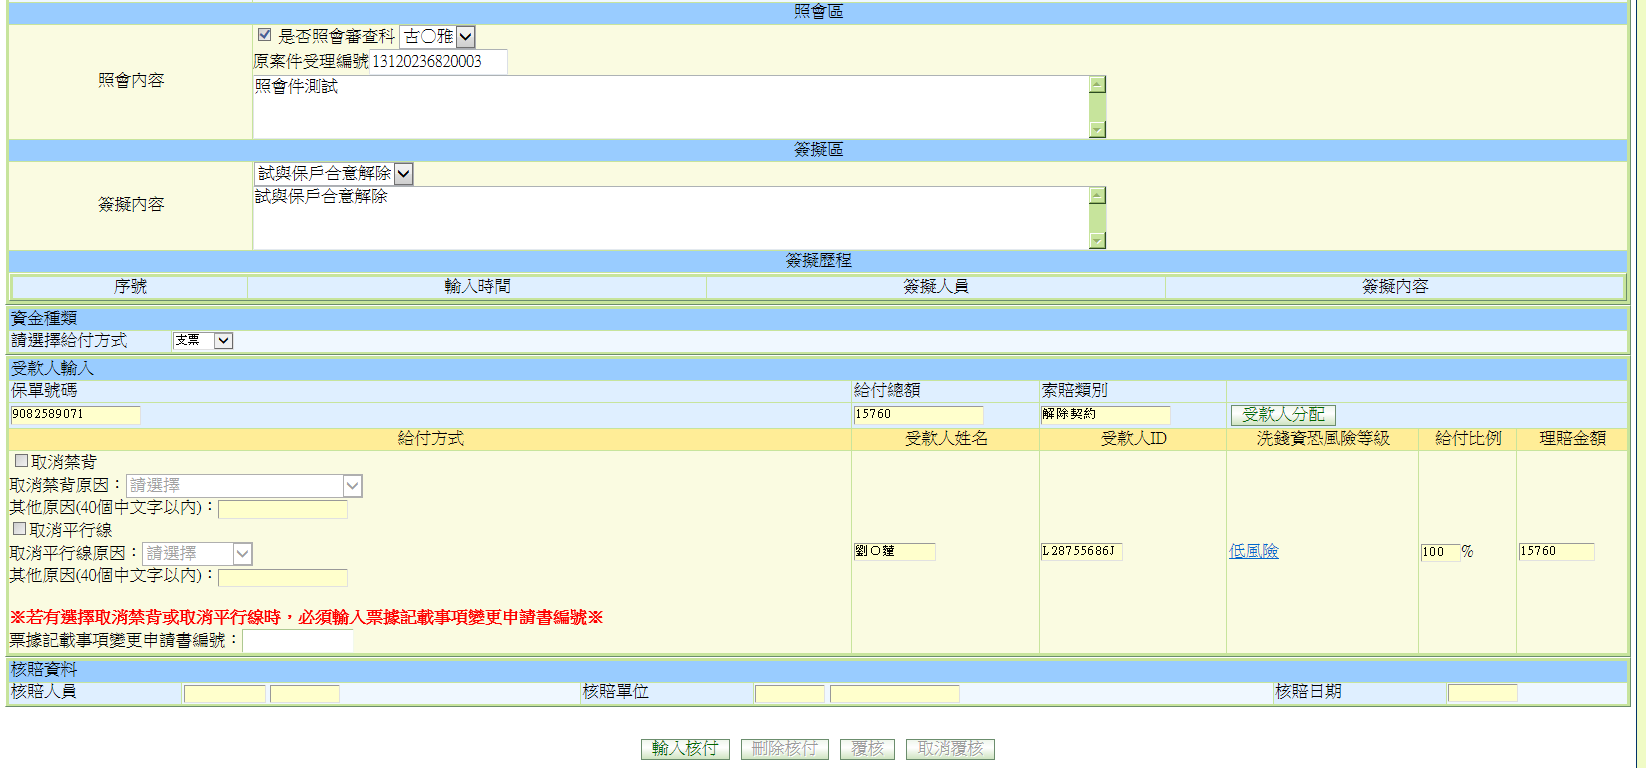 照會區
照會內容
是否照會審查科 古〇雅
原案件受理編號 13120236820003
照會件測試
簽擬區
簽擬內容
試與保戶合意解除
試與保戶合意解除
簽擬歷程
序號 輸入時間 簽擬人員 簽擬內容
資金種類
請選擇給付方式 支票
受款人輸入
保單號碼 給付總額 索賠類別
9082589071 15760 解除契約 受款人分配
給付方式 受款人姓名 受款人ID 洗錢資恐風險等級 給付比例 理賠金額
取消禁背
取消禁背原因：請選擇
其他原因(40個中文字以內)：
取消平行線
取消平行線原因：請選擇
劉〇蓮 L28755686J 低風險 100 % 15760
其他原因(40個中文字以內)：
※若有選擇取消禁背或取消平行線時，必須輸入票據記載事項變更申請書編號※
票據記載事項變更申請書編號：
核賠資料
核賠人員 核賠單位 核賠日期
輸入核付 刪除核付 覆核 取消覆核